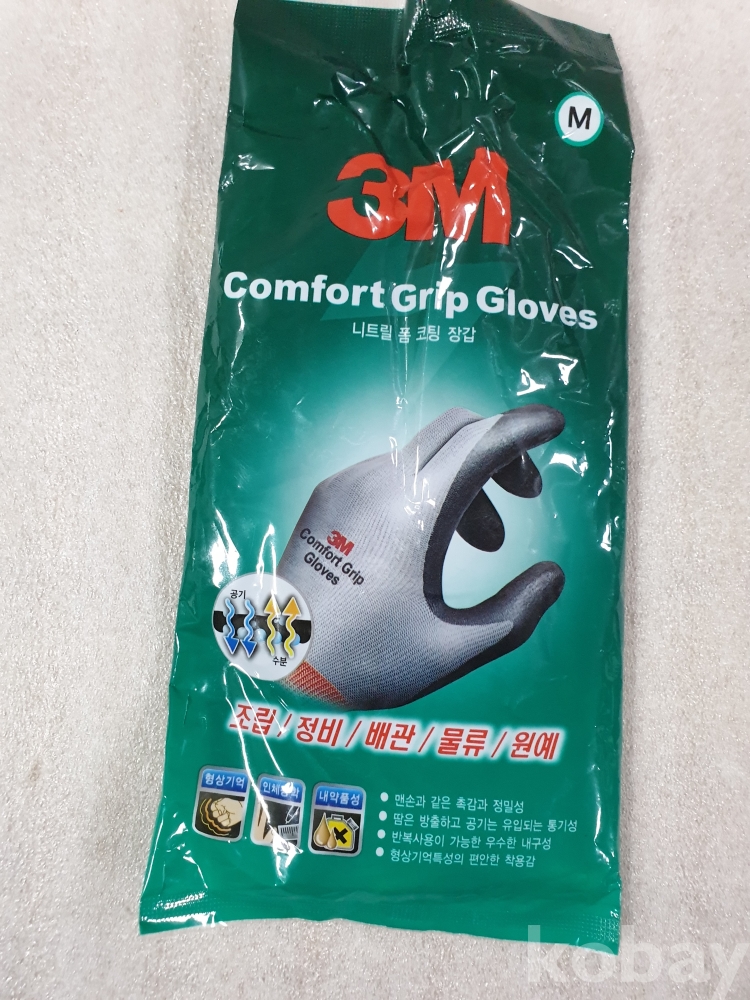 M
3M
Comfort Grip Gloves
니트릴 폼 코팅 장갑
3M
Comfort Grip
Gloves
공기
수분
조립 / 정비 / 배관 / 물류 / 원예
형상기억
내약품성
맨손과 같은 촉감과 정밀성
땀은 방출하고 공기는 유입되는 통기성
반복사용이 가능한 우수한 내구성
형상기억특성의 편안한 착용감
kobay